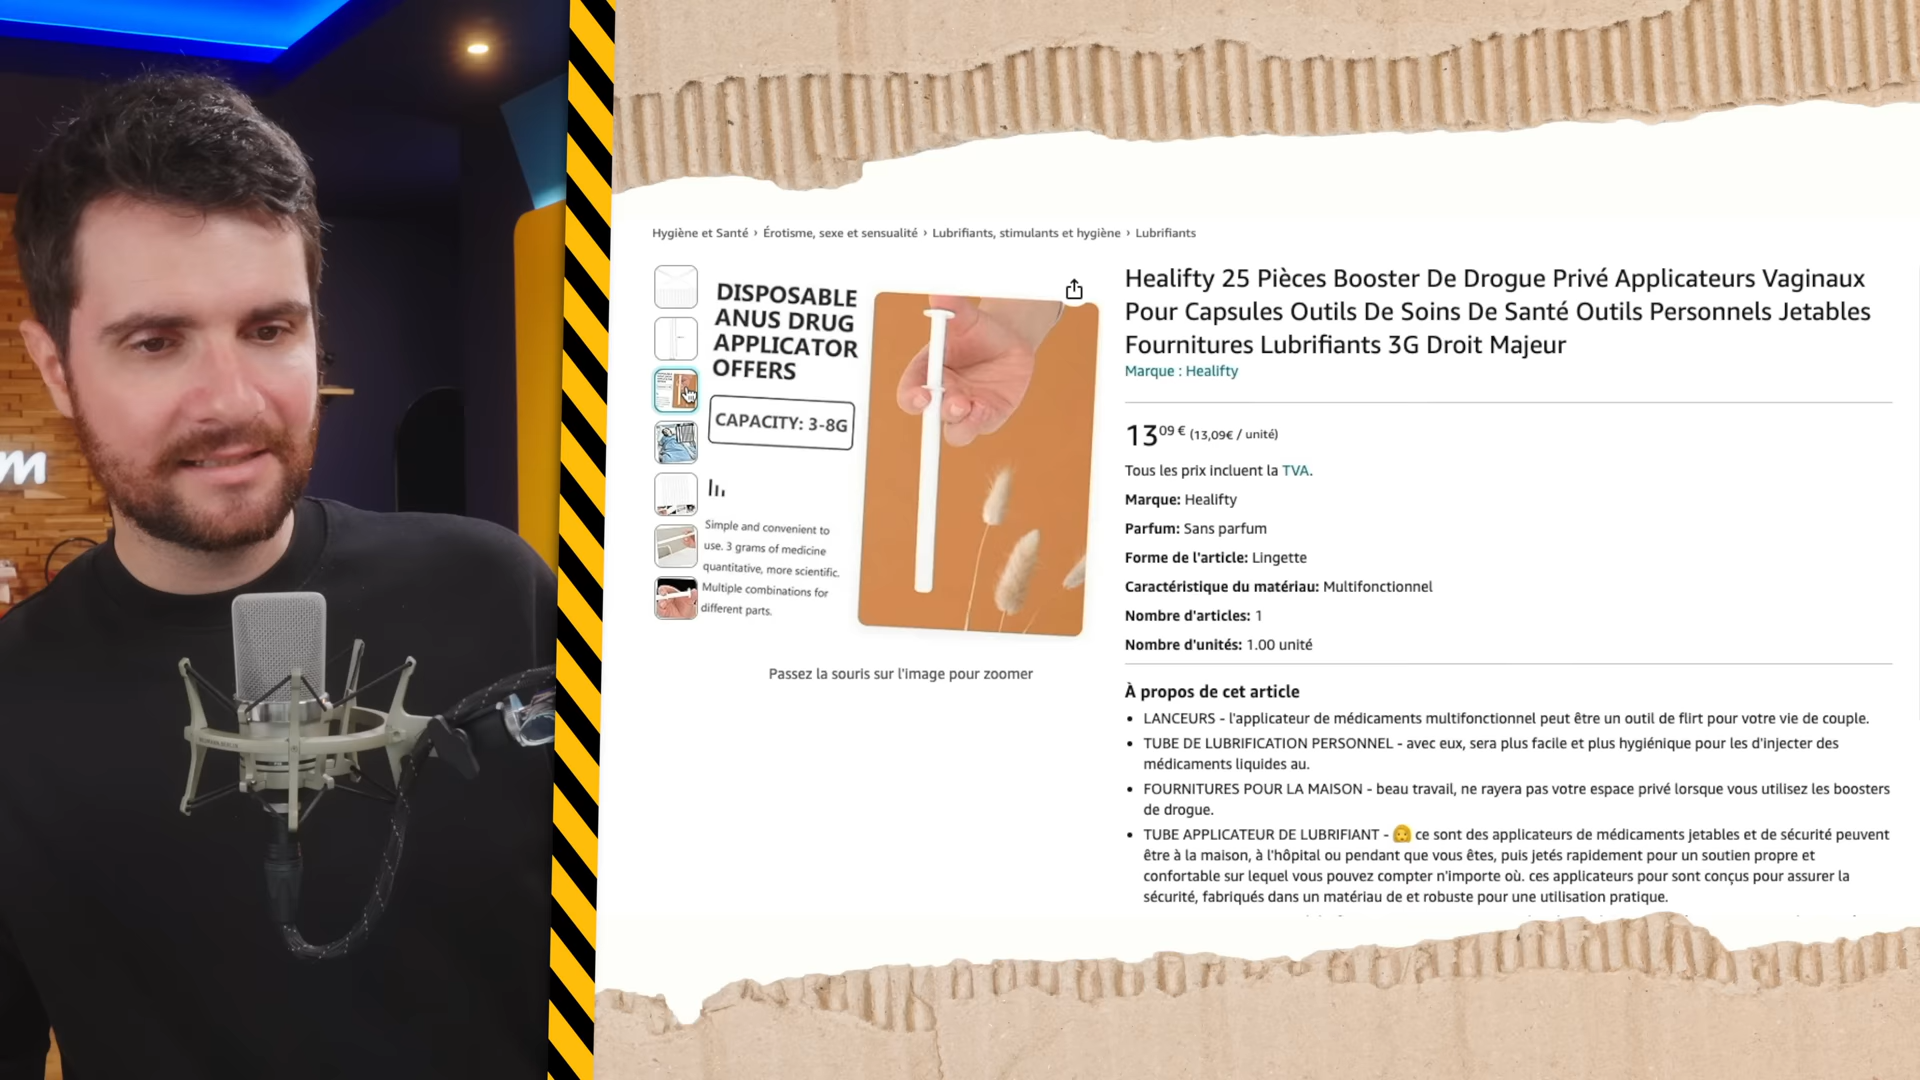 m
Hygiène et Santé › Érotisme, sexe et sensualité › Lubrifiants, stimulants et hygiène › Lubrifiants
DISPOSABLE
ANUS DRUG
APPLICATOR
OFFERS
CAPACITY: 3-8G
Simple and convenient to
use. 3 grams of medicine
quantitative, more scientific.
Multiple combinations for
different parts.
Passez la souris sur l'image pour zoomer
Healifty 25 Pièces Booster De Drogue Privé Applicateurs Vaginaux
Pour Capsules Outils De Soins De Santé Outils Personnels Jetables
Fournitures Lubrifiants 3G Droit Majeur
Marque : Healifty
13 09 € (13,09€ / unité)
Tous les prix incluent la TVA.
Marque: Healifty
Parfum: Sans parfum
Forme de l'article: Lingette
Caractéristique du matériau: Multifonctionnel
Nombre d'articles: 1
Nombre d'unités: 1.00 unité
À propos de cet article
• LANCEURS - l'applicateur de médicaments multifonctionnel peut être un outil de flirt pour votre vie de couple.
• TUBE DE LUBRIFICATION PERSONNEL - avec eux, sera plus facile et plus hygiénique pour les d'injecter des
médicaments liquides au.
• FOURNITURES POUR LA MAISON - beau travail, ne rayera pas votre espace privé lorsque vous utilisez les boosters
de drogue.
• TUBE APPLICATEUR DE LUBRIFIANT - ce sont des applicateurs de médicaments jetables et de sécurité peuvent
être à la maison, à l'hôpital ou pendant que vous êtes, puis jetés rapidement pour un soutien propre et
confortable sur lequel vous pouvez compter n'importe où. ces applicateurs pour sont conçus pour assurer la
sécurité, fabriqués dans un matériau de et robuste pour une utilisation pratique.